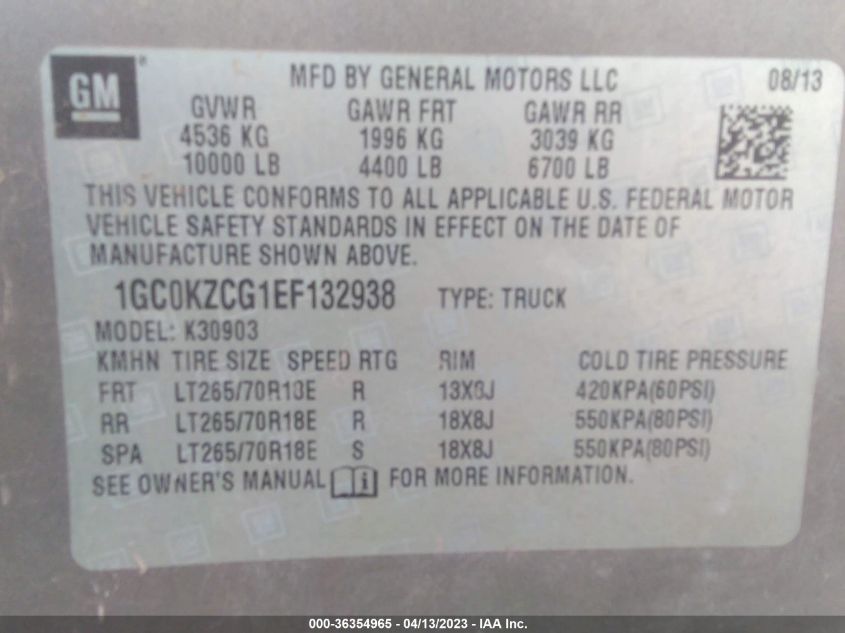 GM
MFD BY GENERAL MOTORS LLC 08/13
GVWR GAWR FRT GAWR RR
4536 KG 1996 KG 3039 KG
10000 LB 4400 LB 6700 LB
THIS VEHICLE CONFORMS TO ALL APPLICABLE U.S. FEDERAL MOTOR
VEHICLE SAFETY STANDARDS IN EFFECT ON THE DATE OF
MANUFACTURE SHOWN ABOVE.
1GC0KZCG1EF132938 TYPE: TRUCK
MODEL: K30903
KMHN TIRE SIZE SPEED RTG RIM COLD TIRE PRESSURE
FRT LT265/70R18E R 18X8J 420KPA(60PSI)
RR LT265/70R18E R 18X8J 550KPA(80PSI)
SPA LT265/70R18E S 18X8J 550KPA(80PSI)
SEE OWNER'S MANUAL FOR MORE INFORMATION.
000-36354965 - 04/13/2023 - IAA Inc.